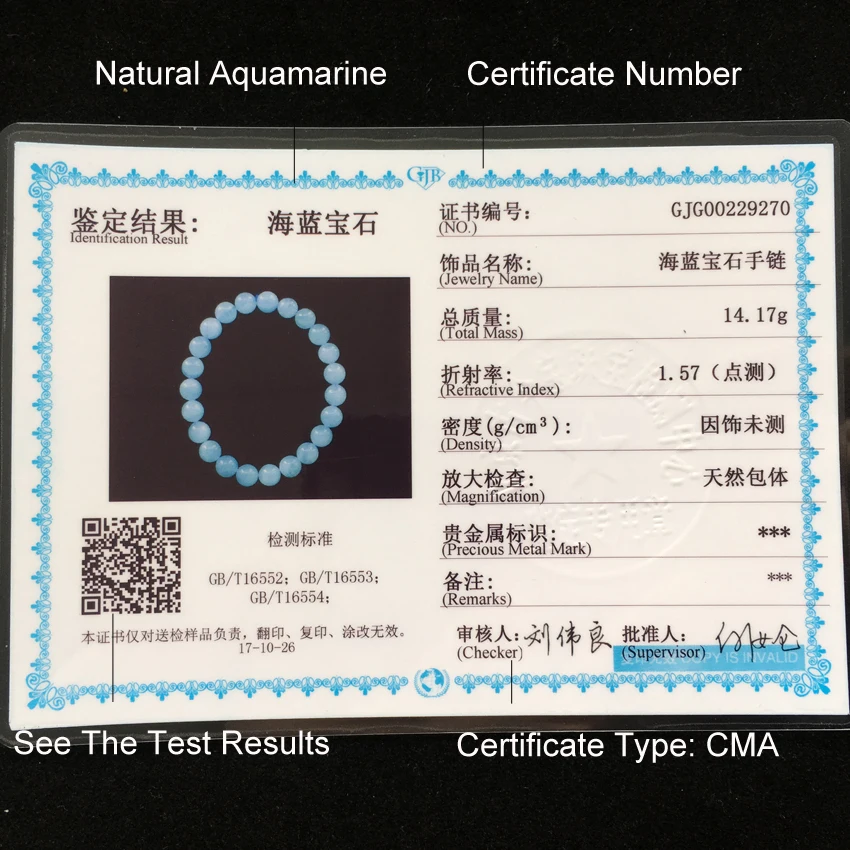 Natural Aquamarine
Certificate Number
GJB
鉴定结果: 海蓝宝石
Identification Result
检测标准
GB/T16552; GB/T16553;
GB/T16554;
本证书仅对送检样品负责, 翻印、复印、涂改无效。
17-10-26
证书编号: GJG00229270
(NO.)
饰品名称: 海蓝宝石手链
(Jewelry Name)
总质量: 14.17g
(Total Mass)
折射率: 1.57 (点测)
(Refractive Index)
密度(g/cm³): 因饰未测
(Density)
放大检查: 天然包体
(Magnification)
贵金属标识: ***
(Precious Metal Mark)
备注: ***
(Remarks)
审核人: 刘伟良 批准人:
(Checker) (Supervisor)
COPY IS INVALID
See The Test Results
Certificate Type: CMA